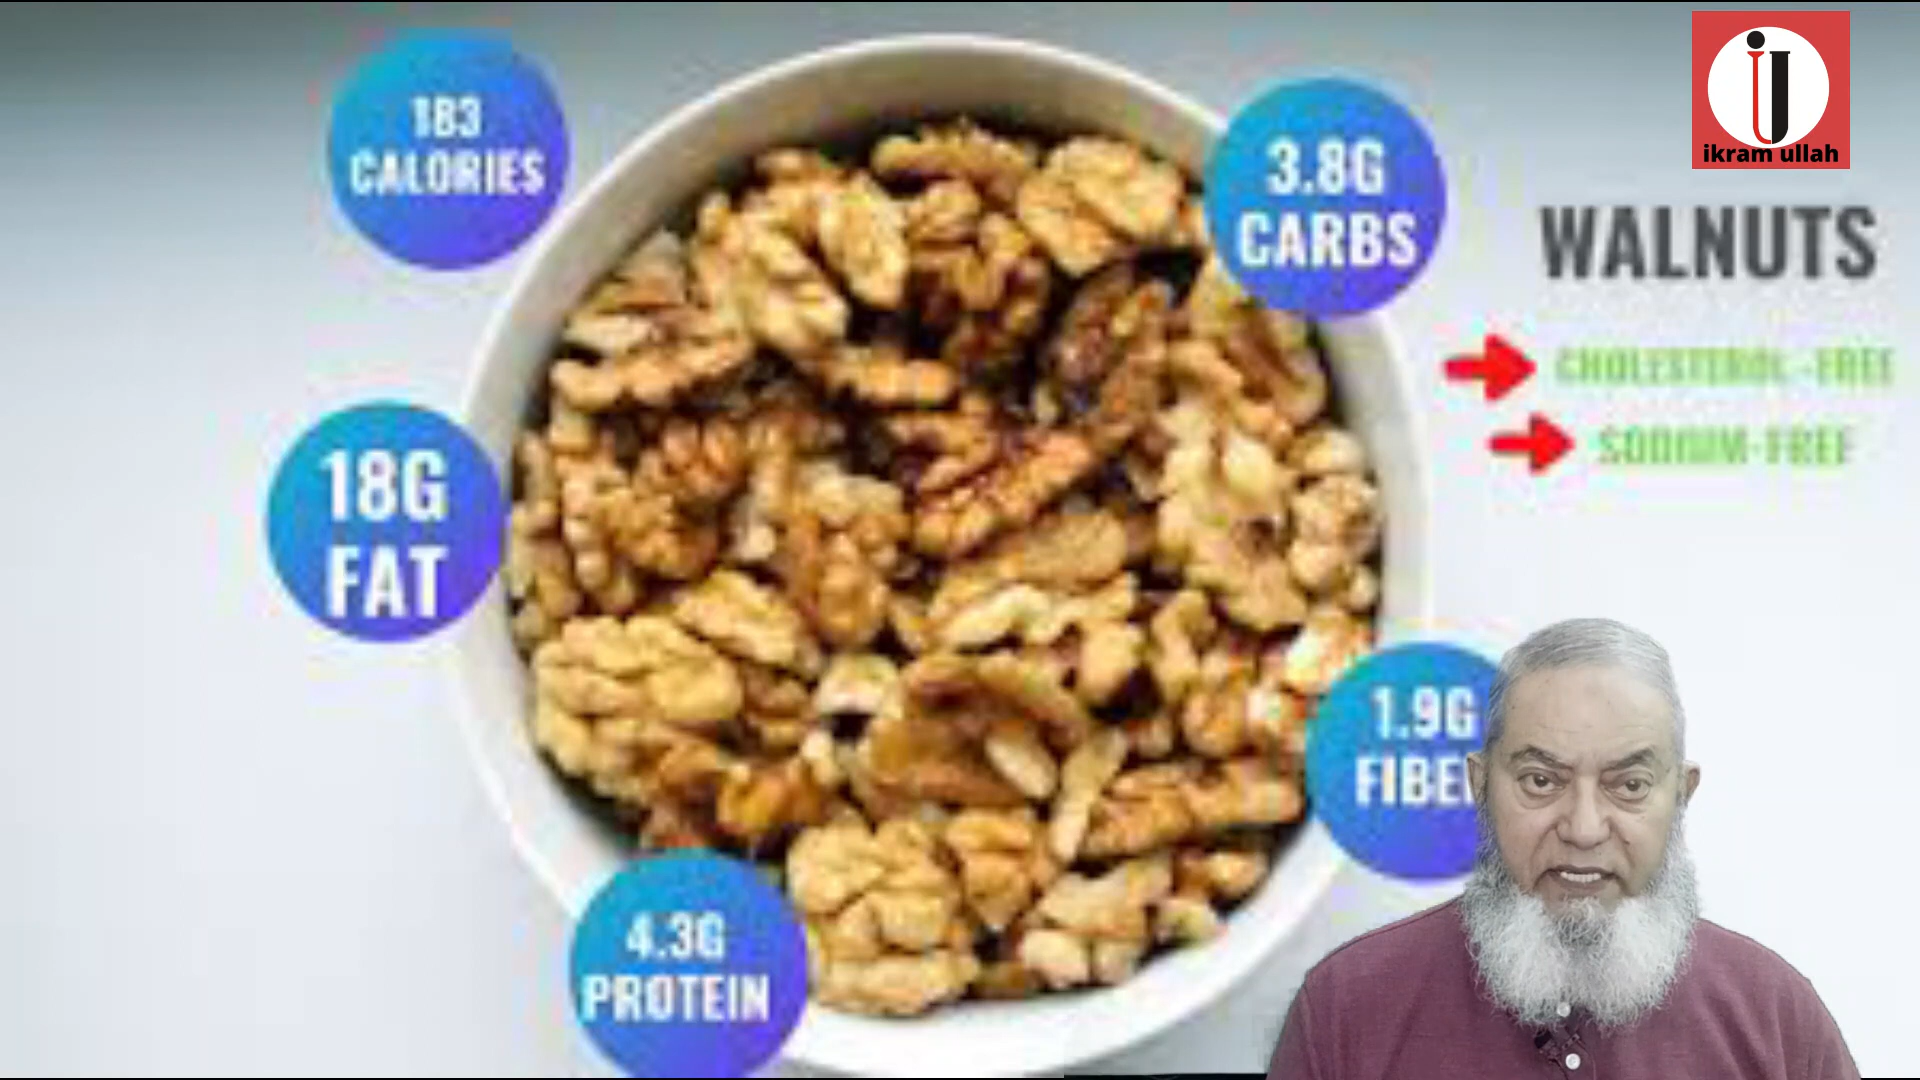 183
CALORIES
3.8G
CARBS
ikram ullah
WALNUTS
CHOLESTEROL-FREE
SODIUM-FREE
18G
FAT
1.9G
FIBE
4.3G
PROTEIN